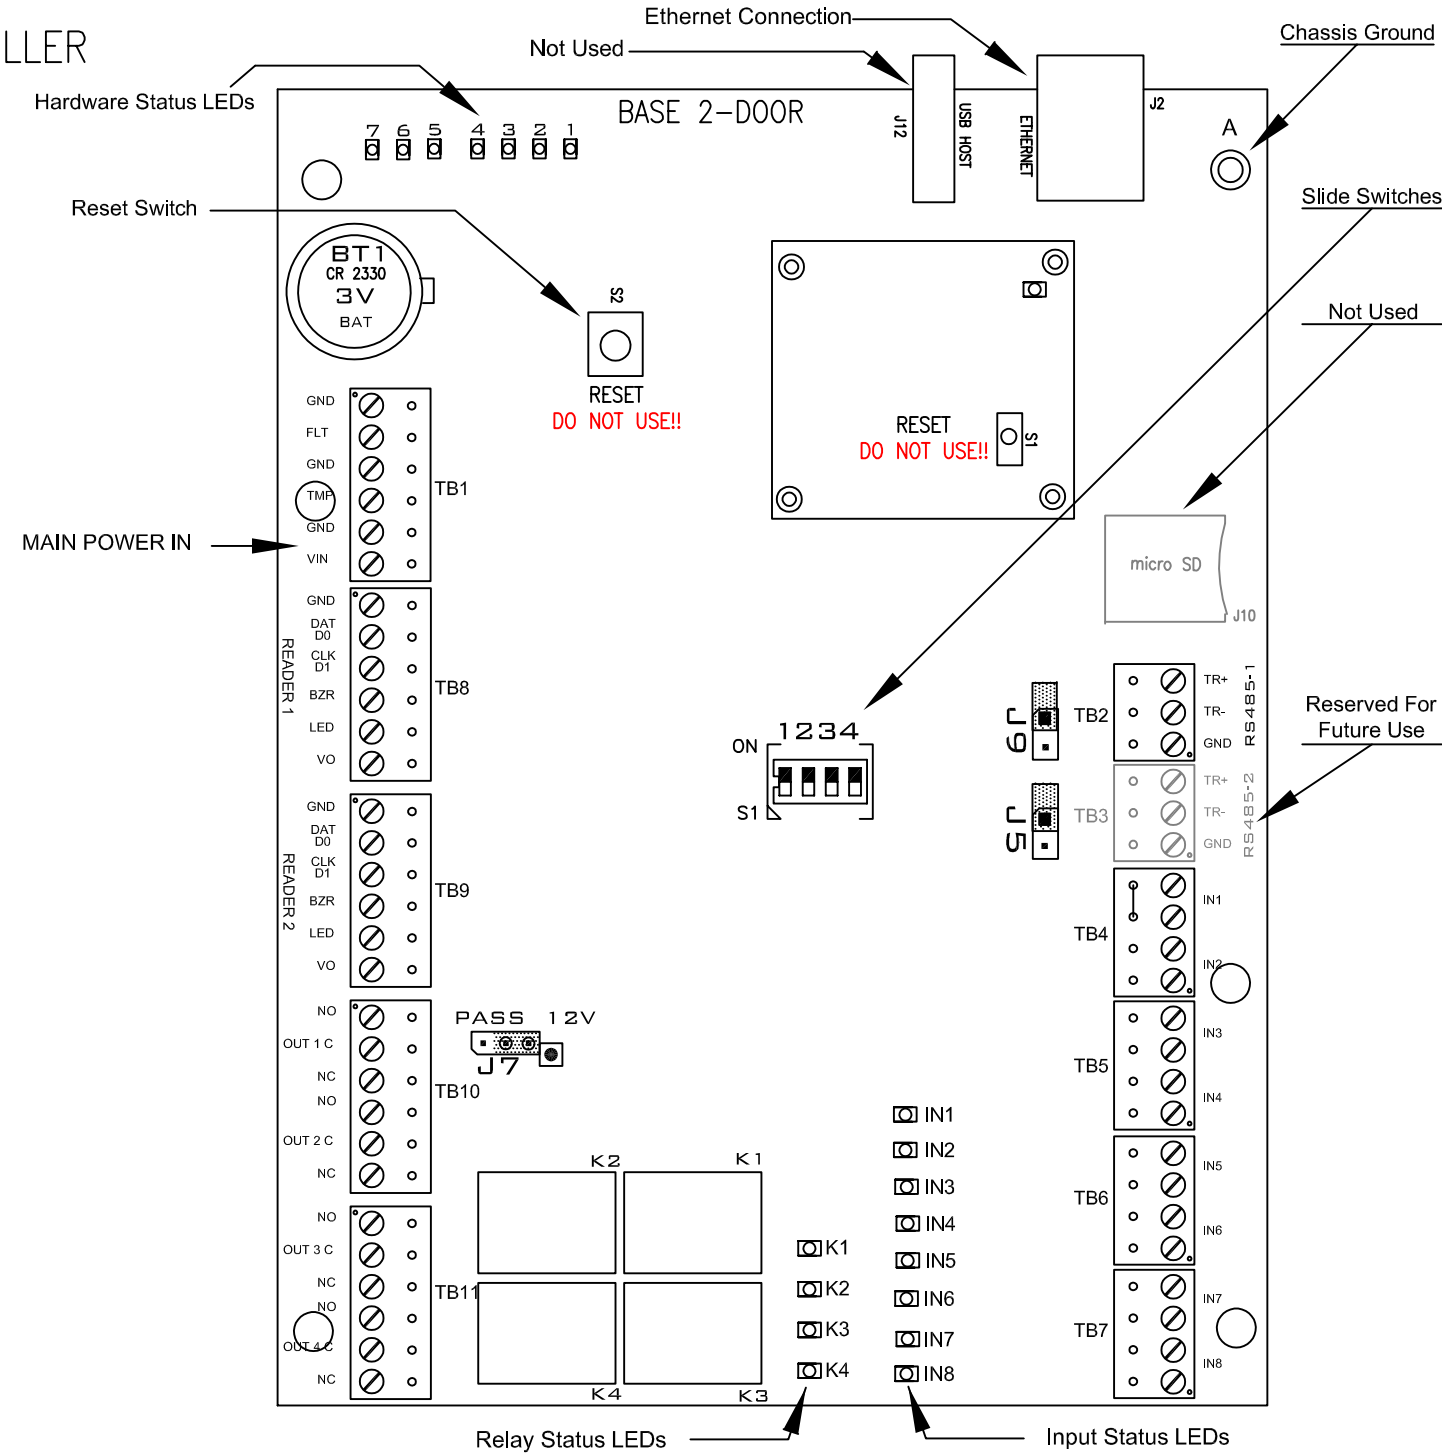 LLER
Ethernet Connection
Not Used
Chassis Ground
Hardware Status LEDs
BASE 2-DOOR
7 6 5 4 3 2 1
J12
USB HOST
ETHERNET
J2
A
Reset Switch
Slide Switches
BT1
CR 2330
3V
BAT
S2
RESET
DO NOT USE!!
RESET
DO NOT USE!!
S1
Not Used
micro SD
J10
MAIN POWER IN
GND
FLT
GND
TMP
GND
VIN
TB1
READER 1
GND
DAT
D0
CLK
D1
BZR
LED
VO
TB8
READER 2
GND
DAT
D0
CLK
D1
BZR
LED
VO
TB9
NO
OUT 1 C
NC
NO
OUT 2 C
NC
TB10
NO
OUT 3 C
NC
NO
OUT 4 C
NC
TB11
1234
ON
S1
J9
J5
TB2
TR+
TR-
GND
RS485-1
Reserved For
Future Use
TB3
TR+
TR-
GND
RS485-2
TB4
IN1
IN2
TB5
IN3
IN4
TB6
IN5
IN6
TB7
IN7
IN8
PASS 12V
J7
K2
K1
K4
K3
K1
K2
K3
K4
IN1
IN2
IN3
IN4
IN5
IN6
IN7
IN8
Relay Status LEDs
Input Status LEDs